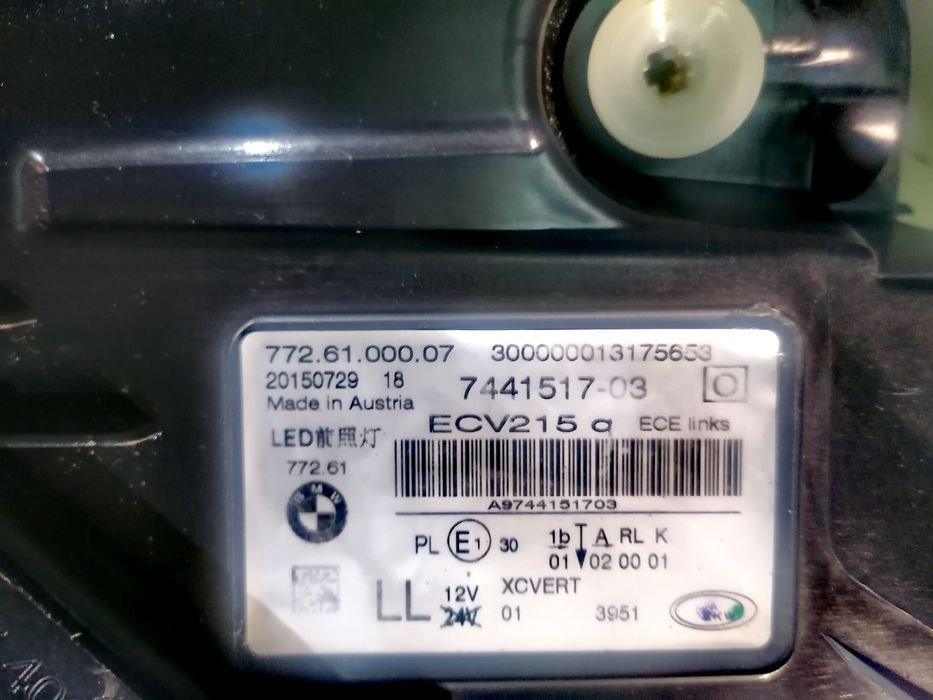 772.61.000.07 300000013175653
20150729 18 7441517-03
Made in Austria
ECV215 q ECE links
LED前照灯
772.61
BMW
A9744151703
PL E1 30 1b A RL K
01 02 00 01
LL 12V XCVERT
24V 01 3951